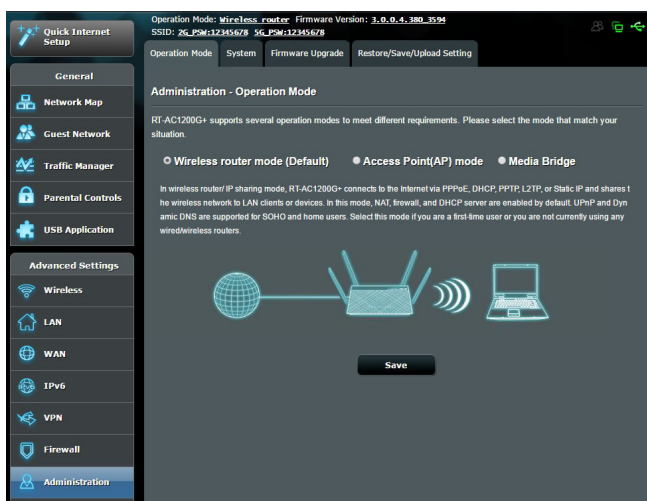 Operation Mode: Wireless router Firmware Version: 3.0.0.4.380_3594
SSID: 2G_PSW:12345678 5G_PSW:12345678
Quick Internet
Setup
Operation Mode System Firmware Upgrade Restore/Save/Upload Setting
General
Network Map
Guest Network
Traffic Manager
Parental Controls
USB Application
Advanced Settings
Wireless
LAN
WAN
IPv6
IPv6
VPN
Firewall
Administration
Administration - Operation Mode
RT-AC1200G+ supports several operation modes to meet different requirements. Please select the mode that match your
situation.
Wireless router mode (Default) Access Point(AP) mode Media Bridge
In wireless router/ IP sharing mode, RT-AC1200G+ connects to the Internet via PPPoE, DHCP, PPTP, L2TP, or Static IP and shares t
he wireless network to LAN clients or devices. In this mode, NAT, firewall, and DHCP server are enabled by default. UPnP and Dyn
amic DNS are supported for SOHO and home users. Select this mode if you are a first-time user or you are not currently using any
wired/wireless routers.
Save